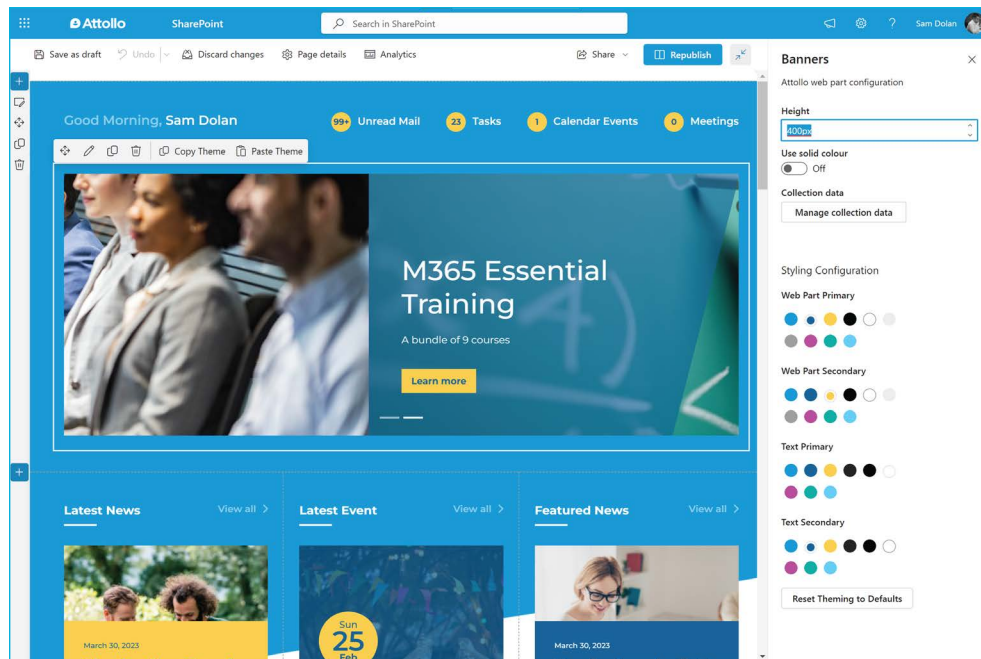 Attollo
SharePoint
Search in SharePoint
Sam Dolan
Save as draft
Undo
Discard changes
Page details
Analytics
Share
Republish
Good Morning, Sam Dolan
99+ Unread Mail
23 Tasks
1 Calendar Events
0 Meetings
Copy Theme
Paste Theme
M365 Essential
Training
A bundle of 9 courses
Learn more
Latest News
View all
Latest Event
View all
Featured News
View all
March 30, 2023
Sun
25
Feb
March 30, 2023
Banners
Attollo web part configuration
Height
400px
Use solid colour
Off
Collection data
Manage collection data
Styling Configuration
Web Part Primary
Web Part Secondary
Text Primary
Text Secondary
Reset Theming to Defaults